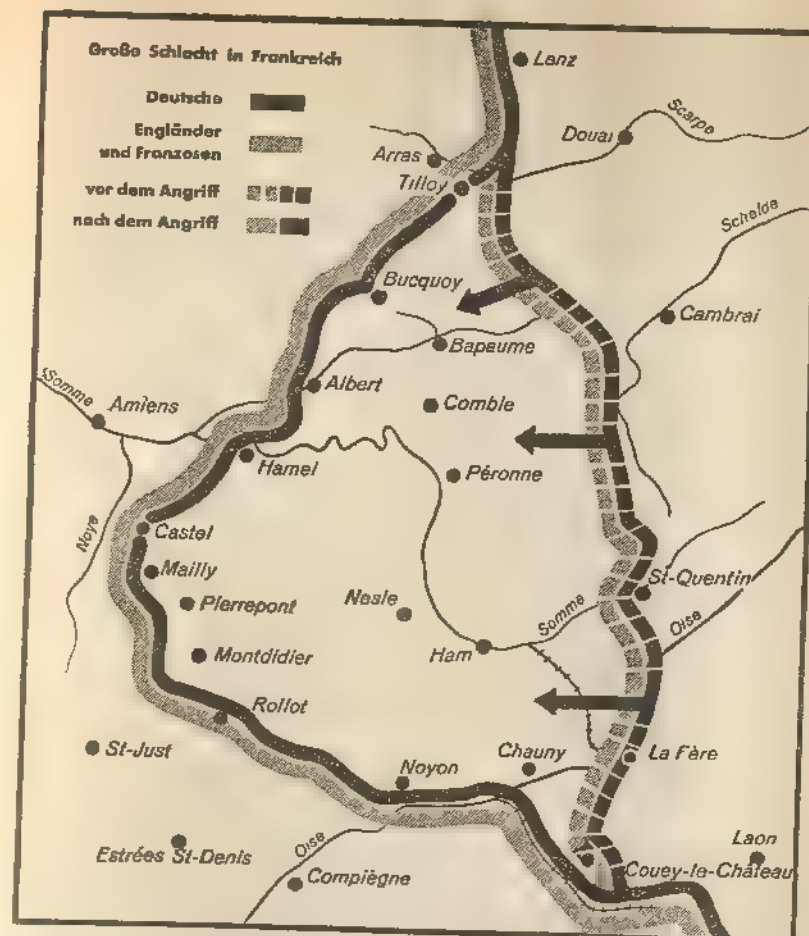 Große Schlacht in Frankreich
Deutsche
Engländer
und Franzosen
vor dem Angriff
nach dem Angriff
Lanz
Scarpe
Douai
Arras
Tilloy
Schelde
Bucquoy
Cambrai
Bapaume
Somme
Albert
Amiens
Comble
Hamel
Péronne
Noye
Castel
Mailly
St-Quentin
Pierrepont
Nesle
Somme
Oise
Montdidier
Ham
Rollot
St-Just
Noyon
Chauny
La Fère
Estrées St-Denis
Oise
Laon
Couey-le-Château
Compiègne